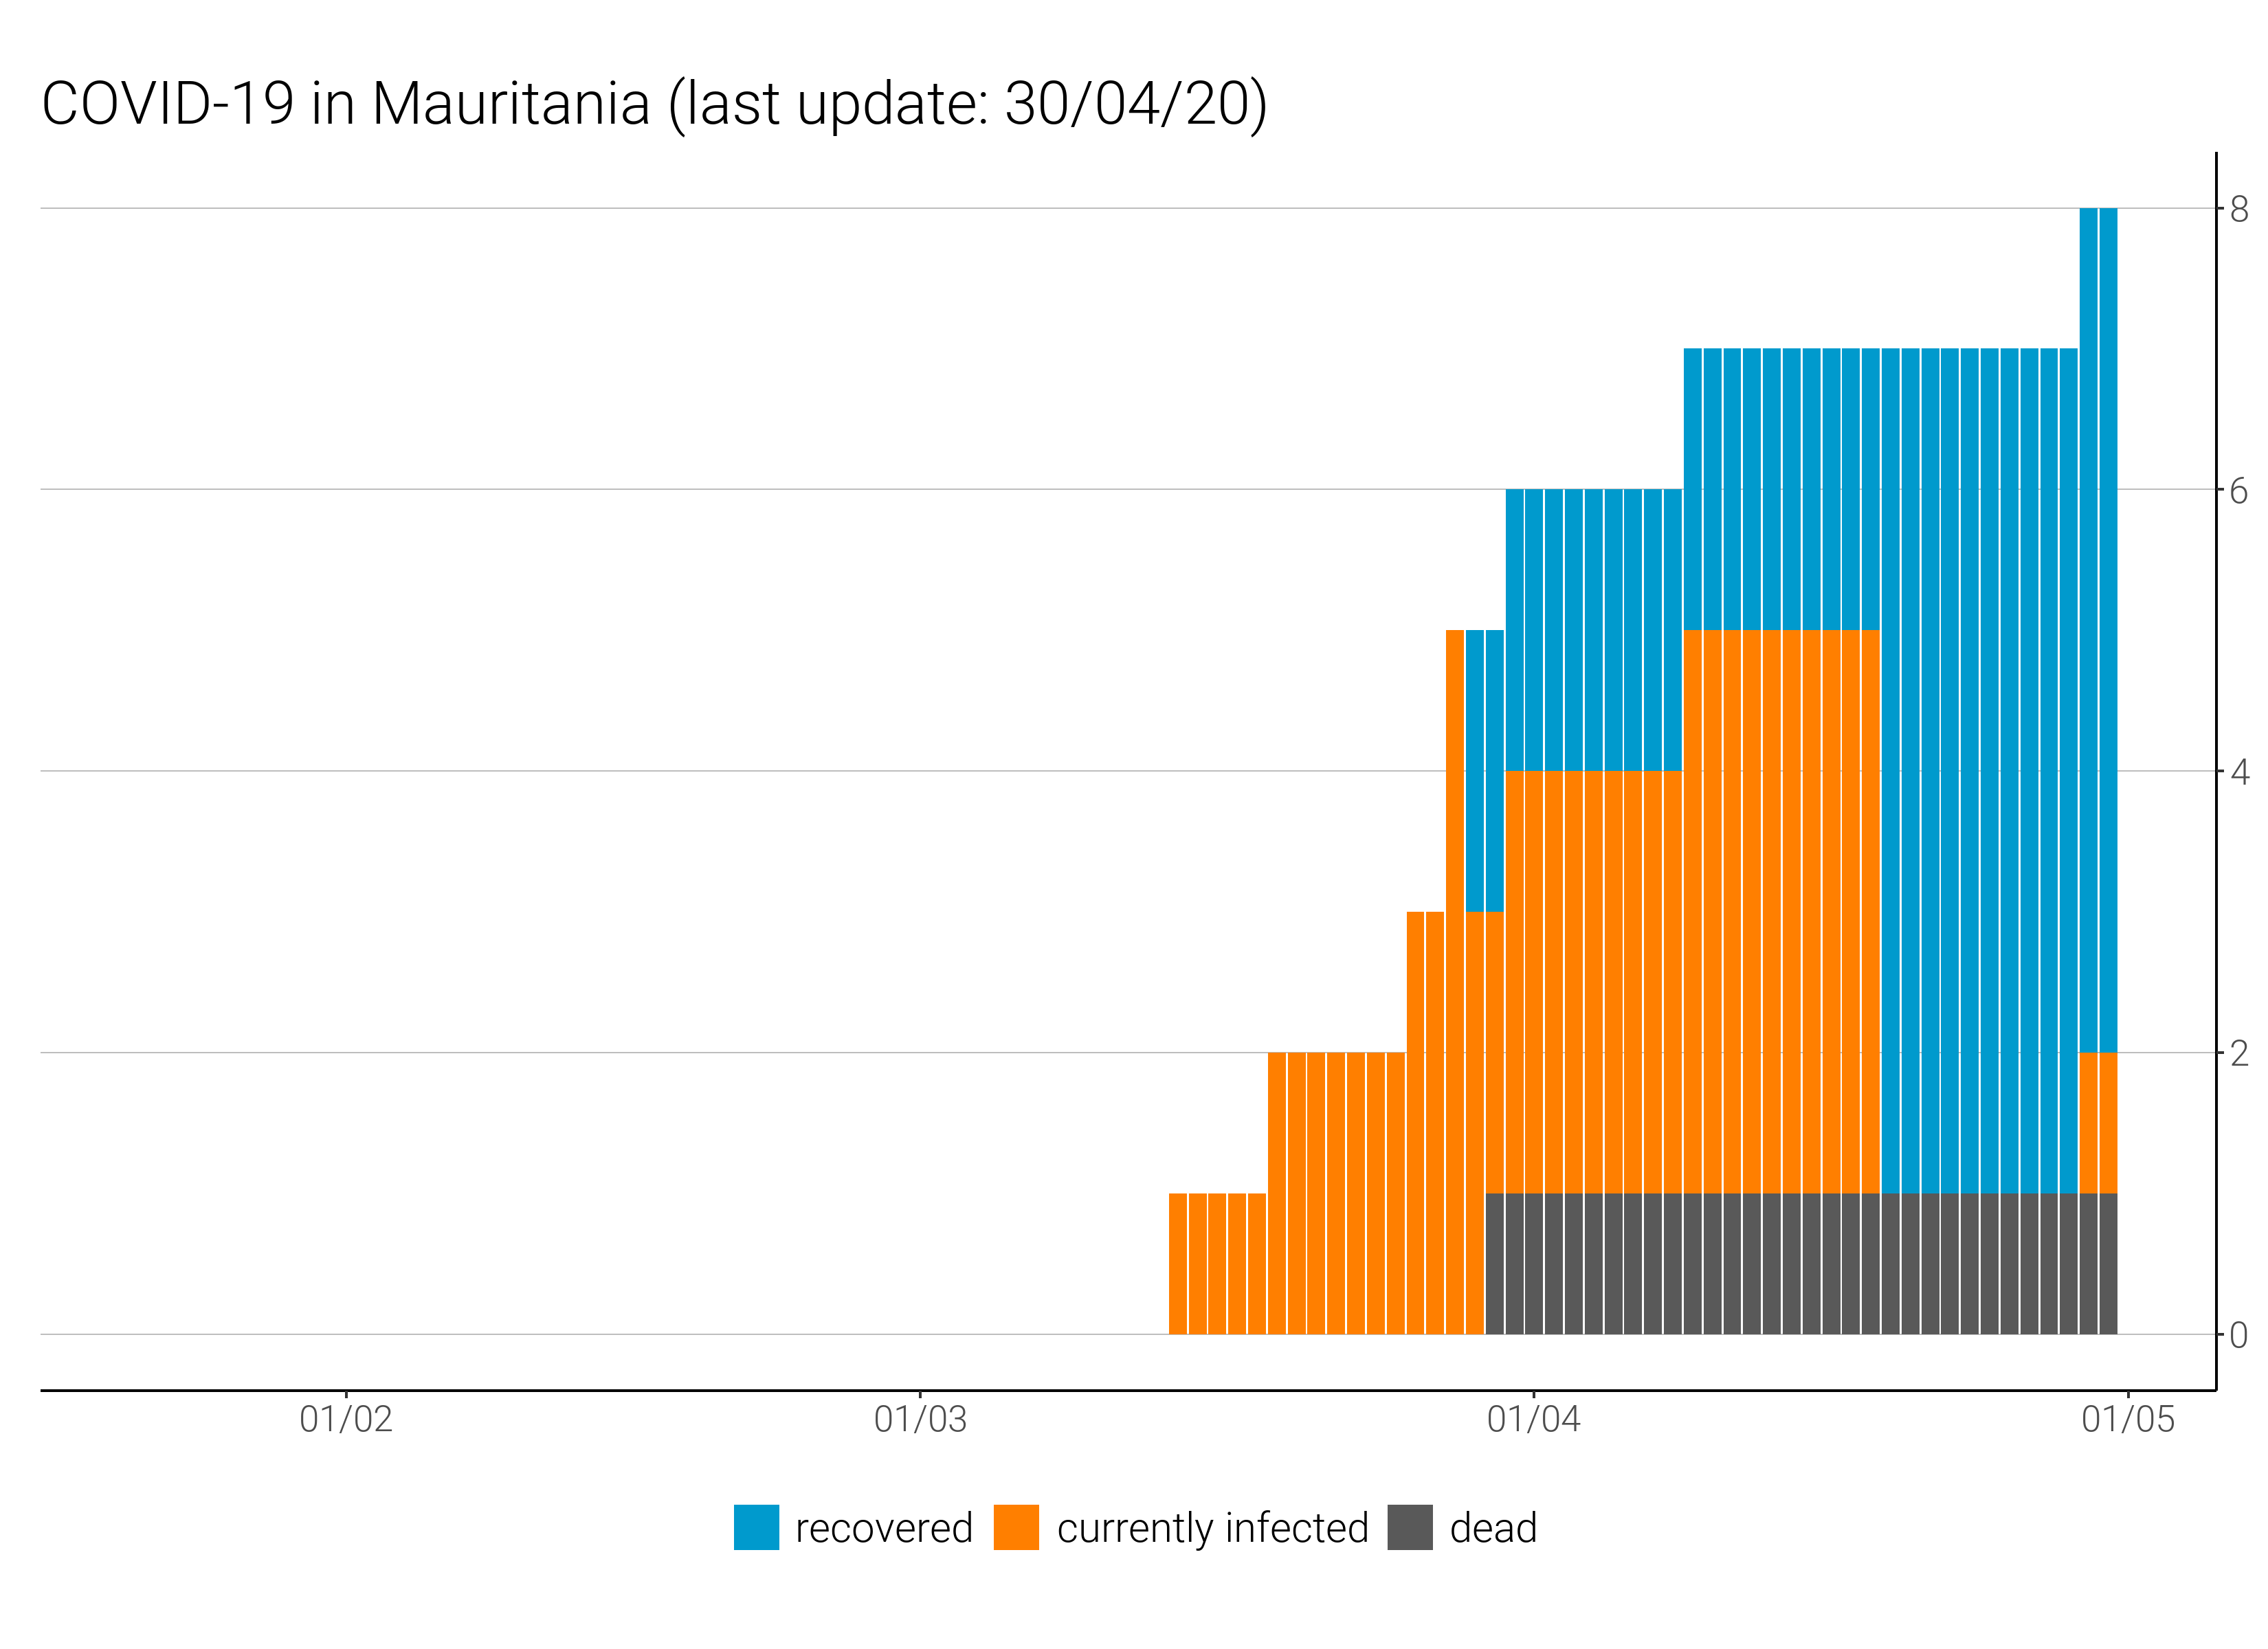 COVID-19 in Mauritania (last update: 30/04/20)
8
6
4
2
0
01/02 01/03 01/04 01/05
recovered currently infected dead